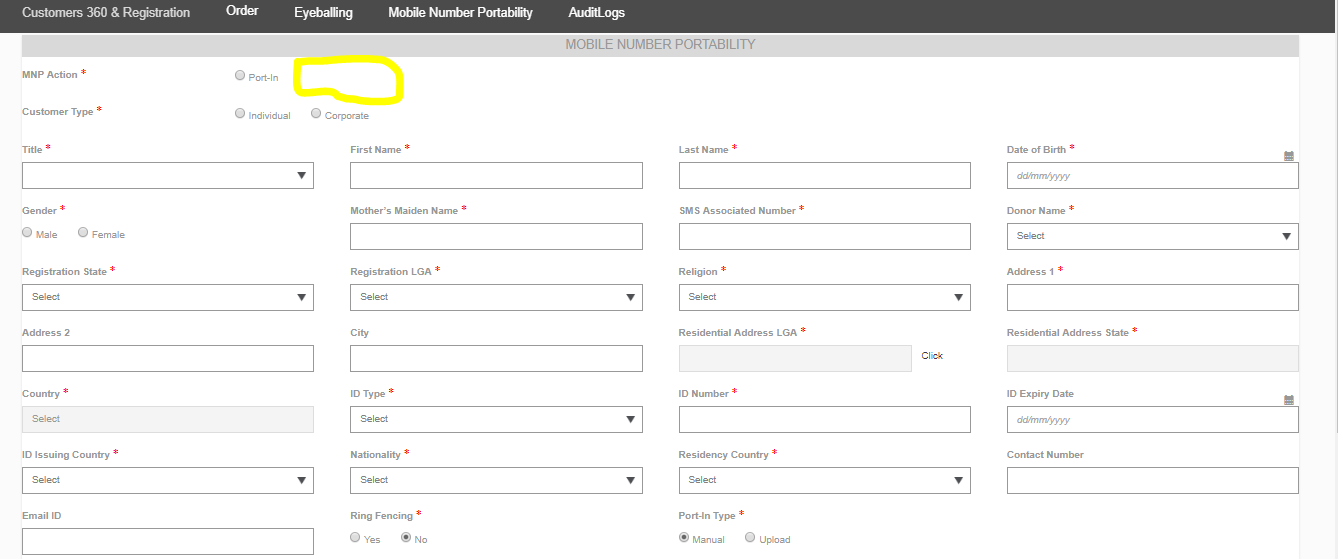 Customers 360 & Registration Order Eyeballing Mobile Number Portability AuditLogs
MOBILE NUMBER PORTABILITY
MNP Action * Port-In
Customer Type * Individual Corporate
Title * First Name * Last Name * Date of Birth *
dd/mm/yyyy
Gender * Mother's Maiden Name * SMS Associated Number * Donor Name *
Male Female Select
Registration State * Registration LGA * Religion * Address 1 *
Select Select Select
Address 2 City Residential Address LGA * Residential Address State *
Click
Country * ID Type * ID Number * ID Expiry Date
Select Select dd/mm/yyyy
ID Issuing Country * Nationality * Residency Country * Contact Number
Select Select Select
Email ID Ring Fencing * Port-In Type *
Yes No Manual Upload